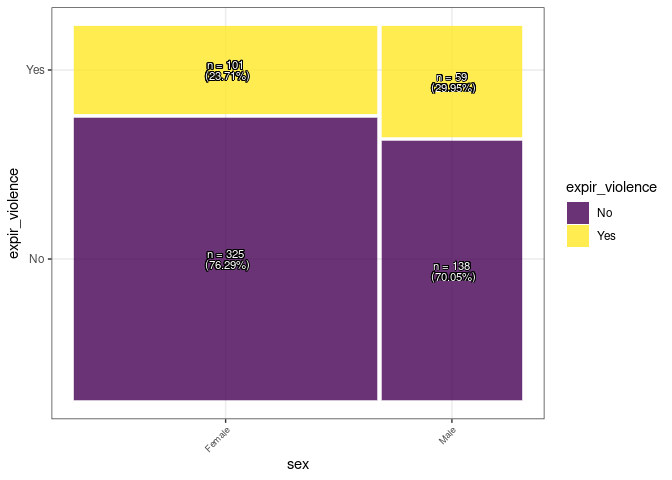 Yes
No
expir_violence
n = 101
(23.71%)
n = 59
(29.95%)
n = 325
(76.29%)
n = 138
(70.05%)
Female
Male
sex
expir_violence
No
Yes